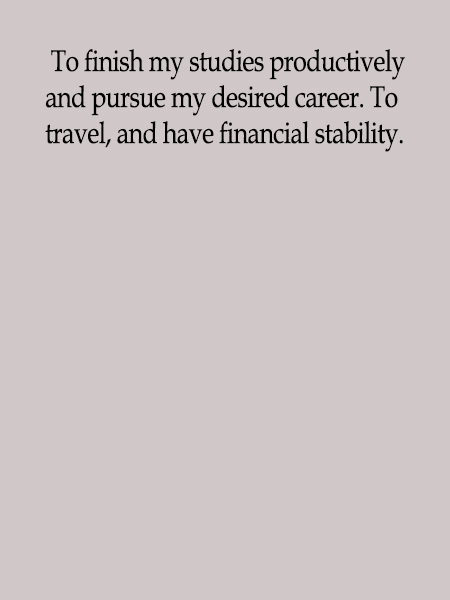 To finish my studies productively
and pursue my desired career. To
travel, and have financial stability.